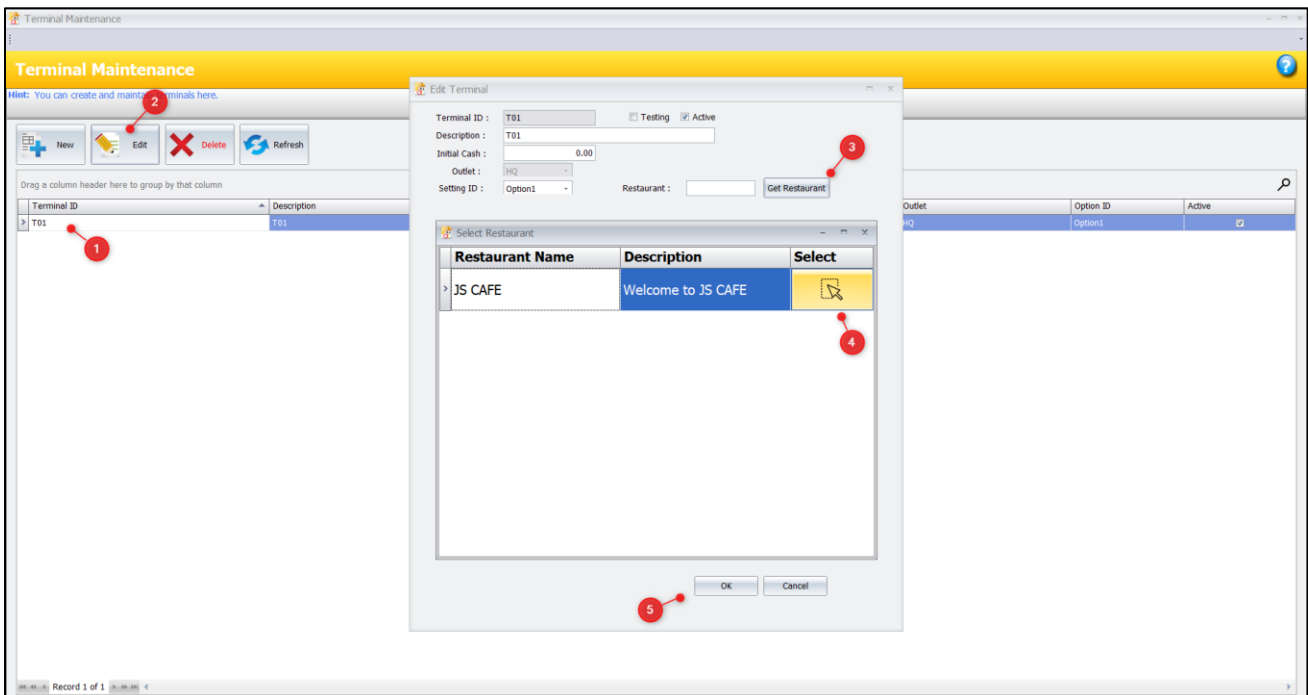 Terminal Maintenance
Terminal Maintenance
Hint: You can create and maintain terminals here.
2
New
Edit
Delete
Refresh
Drag a column header here to group by that column
Terminal ID Description Outlet Option ID Active
T01 T01 HQ Option1
1
Edit Terminal
Terminal ID : T01 Testing Active
Description : T01
Initial Cash : 0.00
3
Outlet : HQ
Setting ID : Option1 Restaurant : Get Restaurant
Select Restaurant
Restaurant Name Description Select
JS CAFE Welcome to JS CAFE
4
OK Cancel
5
Record 1 of 1